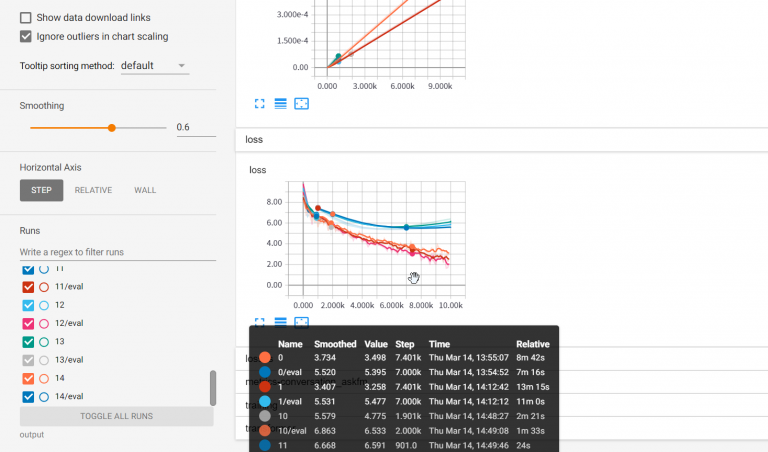 Show data download links
Ignore outliers in chart scaling
Tooltip sorting method: default
Smoothing
0.6
Horizontal Axis
STEP RELATIVE WALL
Runs
Write a regex to filter runs
11
11/eval
12
12/eval
13
13/eval
14
14/eval
TOGGLE ALL RUNS
output
3.000e-4
1.500e-4
0.00
0.000 3.000k 6.000k 9.000k
loss
loss
8.00
6.00
4.00
2.00
0.00
0.000 2.000k 4.000k 6.000k 8.000k 10.00k
Name Smoothed Value Step Time Relative
0 3.734 3.498 7.401k Thu Mar 14, 13:55:07 8m 42s
0/eval 5.520 5.395 7.000k Thu Mar 14, 13:54:52 7m 16s
1 3.407 3.258 7.401k Thu Mar 14, 14:12:42 13m 15s
1/eval 5.531 5.477 7.000k Thu Mar 14, 14:12:12 11m 0s
10 5.579 4.775 1.901k Thu Mar 14, 14:48:27 2m 21s
10/eval 6.863 6.533 2.000k Thu Mar 14, 14:49:08 1m 33s
11 6.668 6.591 901.0 Thu Mar 14, 14:49:46 24s